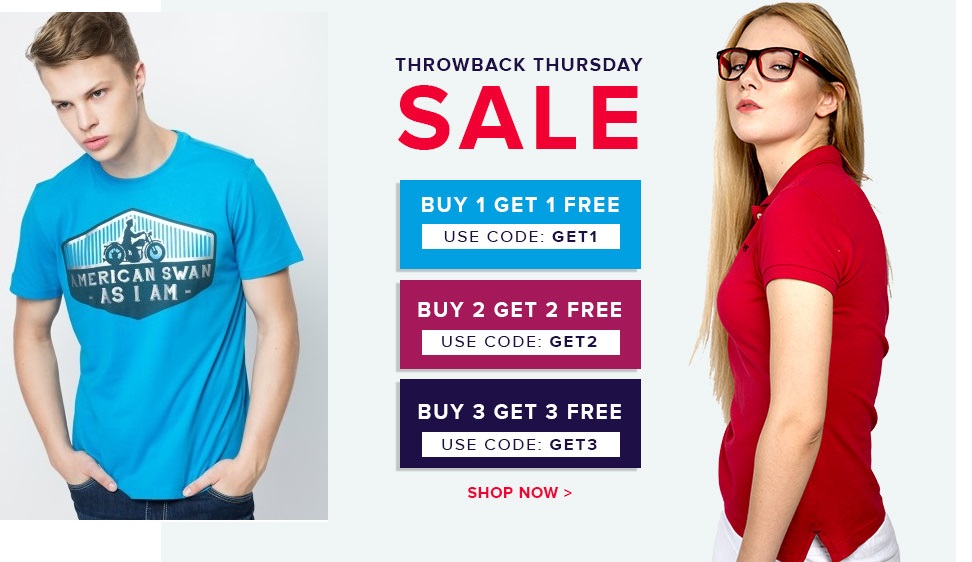 THROWBACK THURSDAY
SALE
BUY 1 GET 1 FREE
USE CODE: GET1
BUY 2 GET 2 FREE
USE CODE: GET2
BUY 3 GET 3 FREE
USE CODE: GET3
SHOP NOW >
AMERICAN SWAN
- AS I AM -